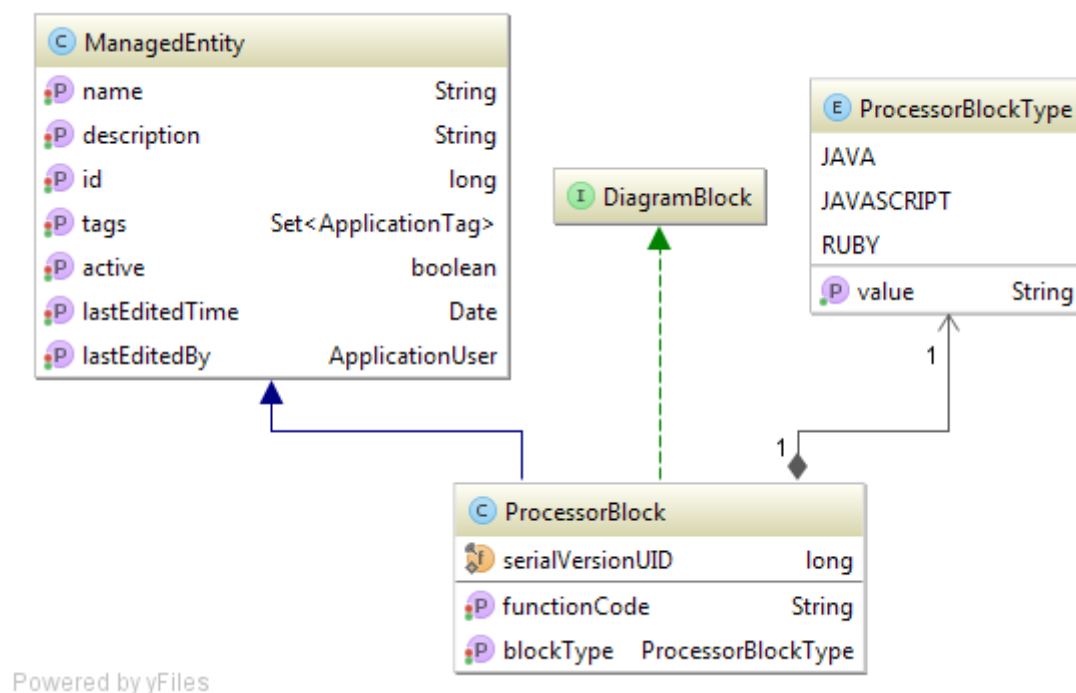 C ManagedEntity
P name String
P description String
P id long
P tags Set<ApplicationTag>
P active boolean
P lastEditedTime Date
P lastEditedBy ApplicationUser
I DiagramBlock
E ProcessorBlockType
JAVA
JAVASCRIPT
RUBY
P value String
1
1
C ProcessorBlock
f serialVersionUID long
P functionCode String
P blockType ProcessorBlockType
Powered by yFiles